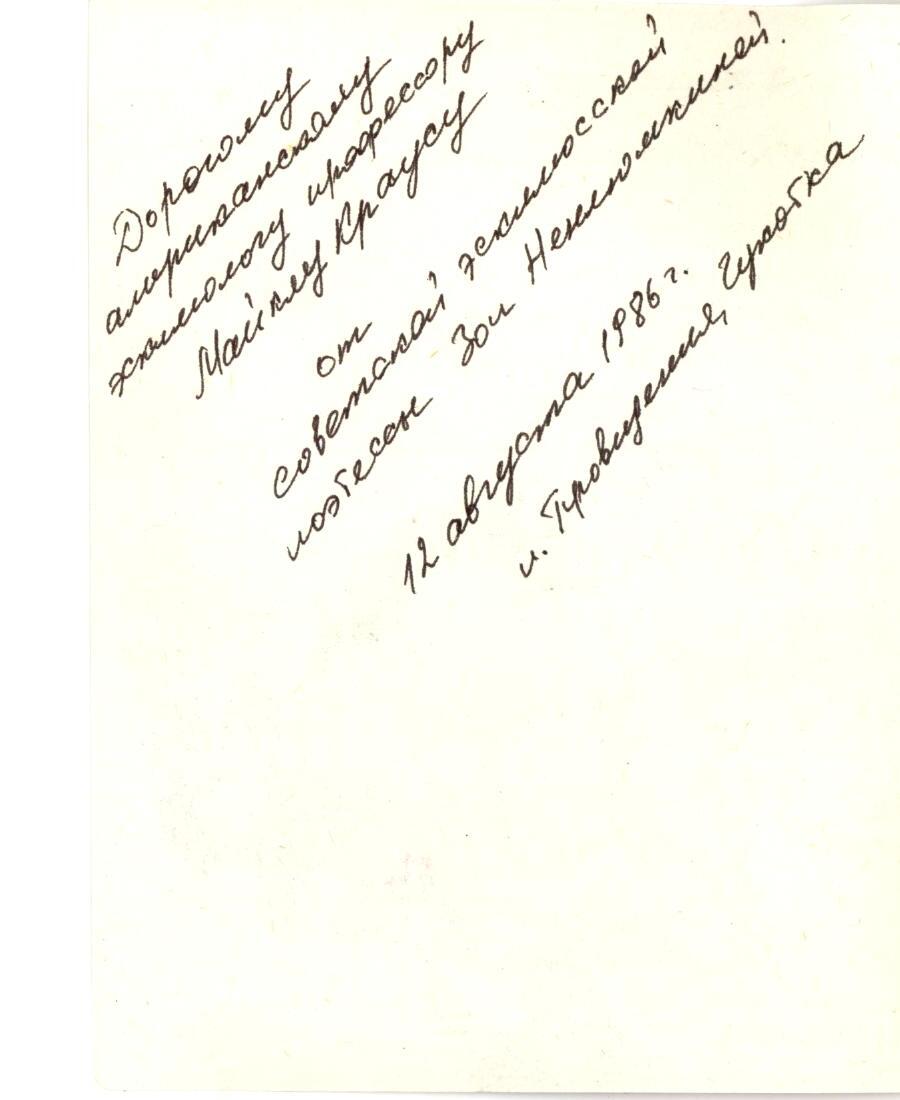 Дорогому
американскому
эскимологу профессору
Майклу Краусу
от
советской эскимосской
поэтессы Зои Ненлюмкиной.
12 августа 1986 г.
п. Провидения, Чукотка